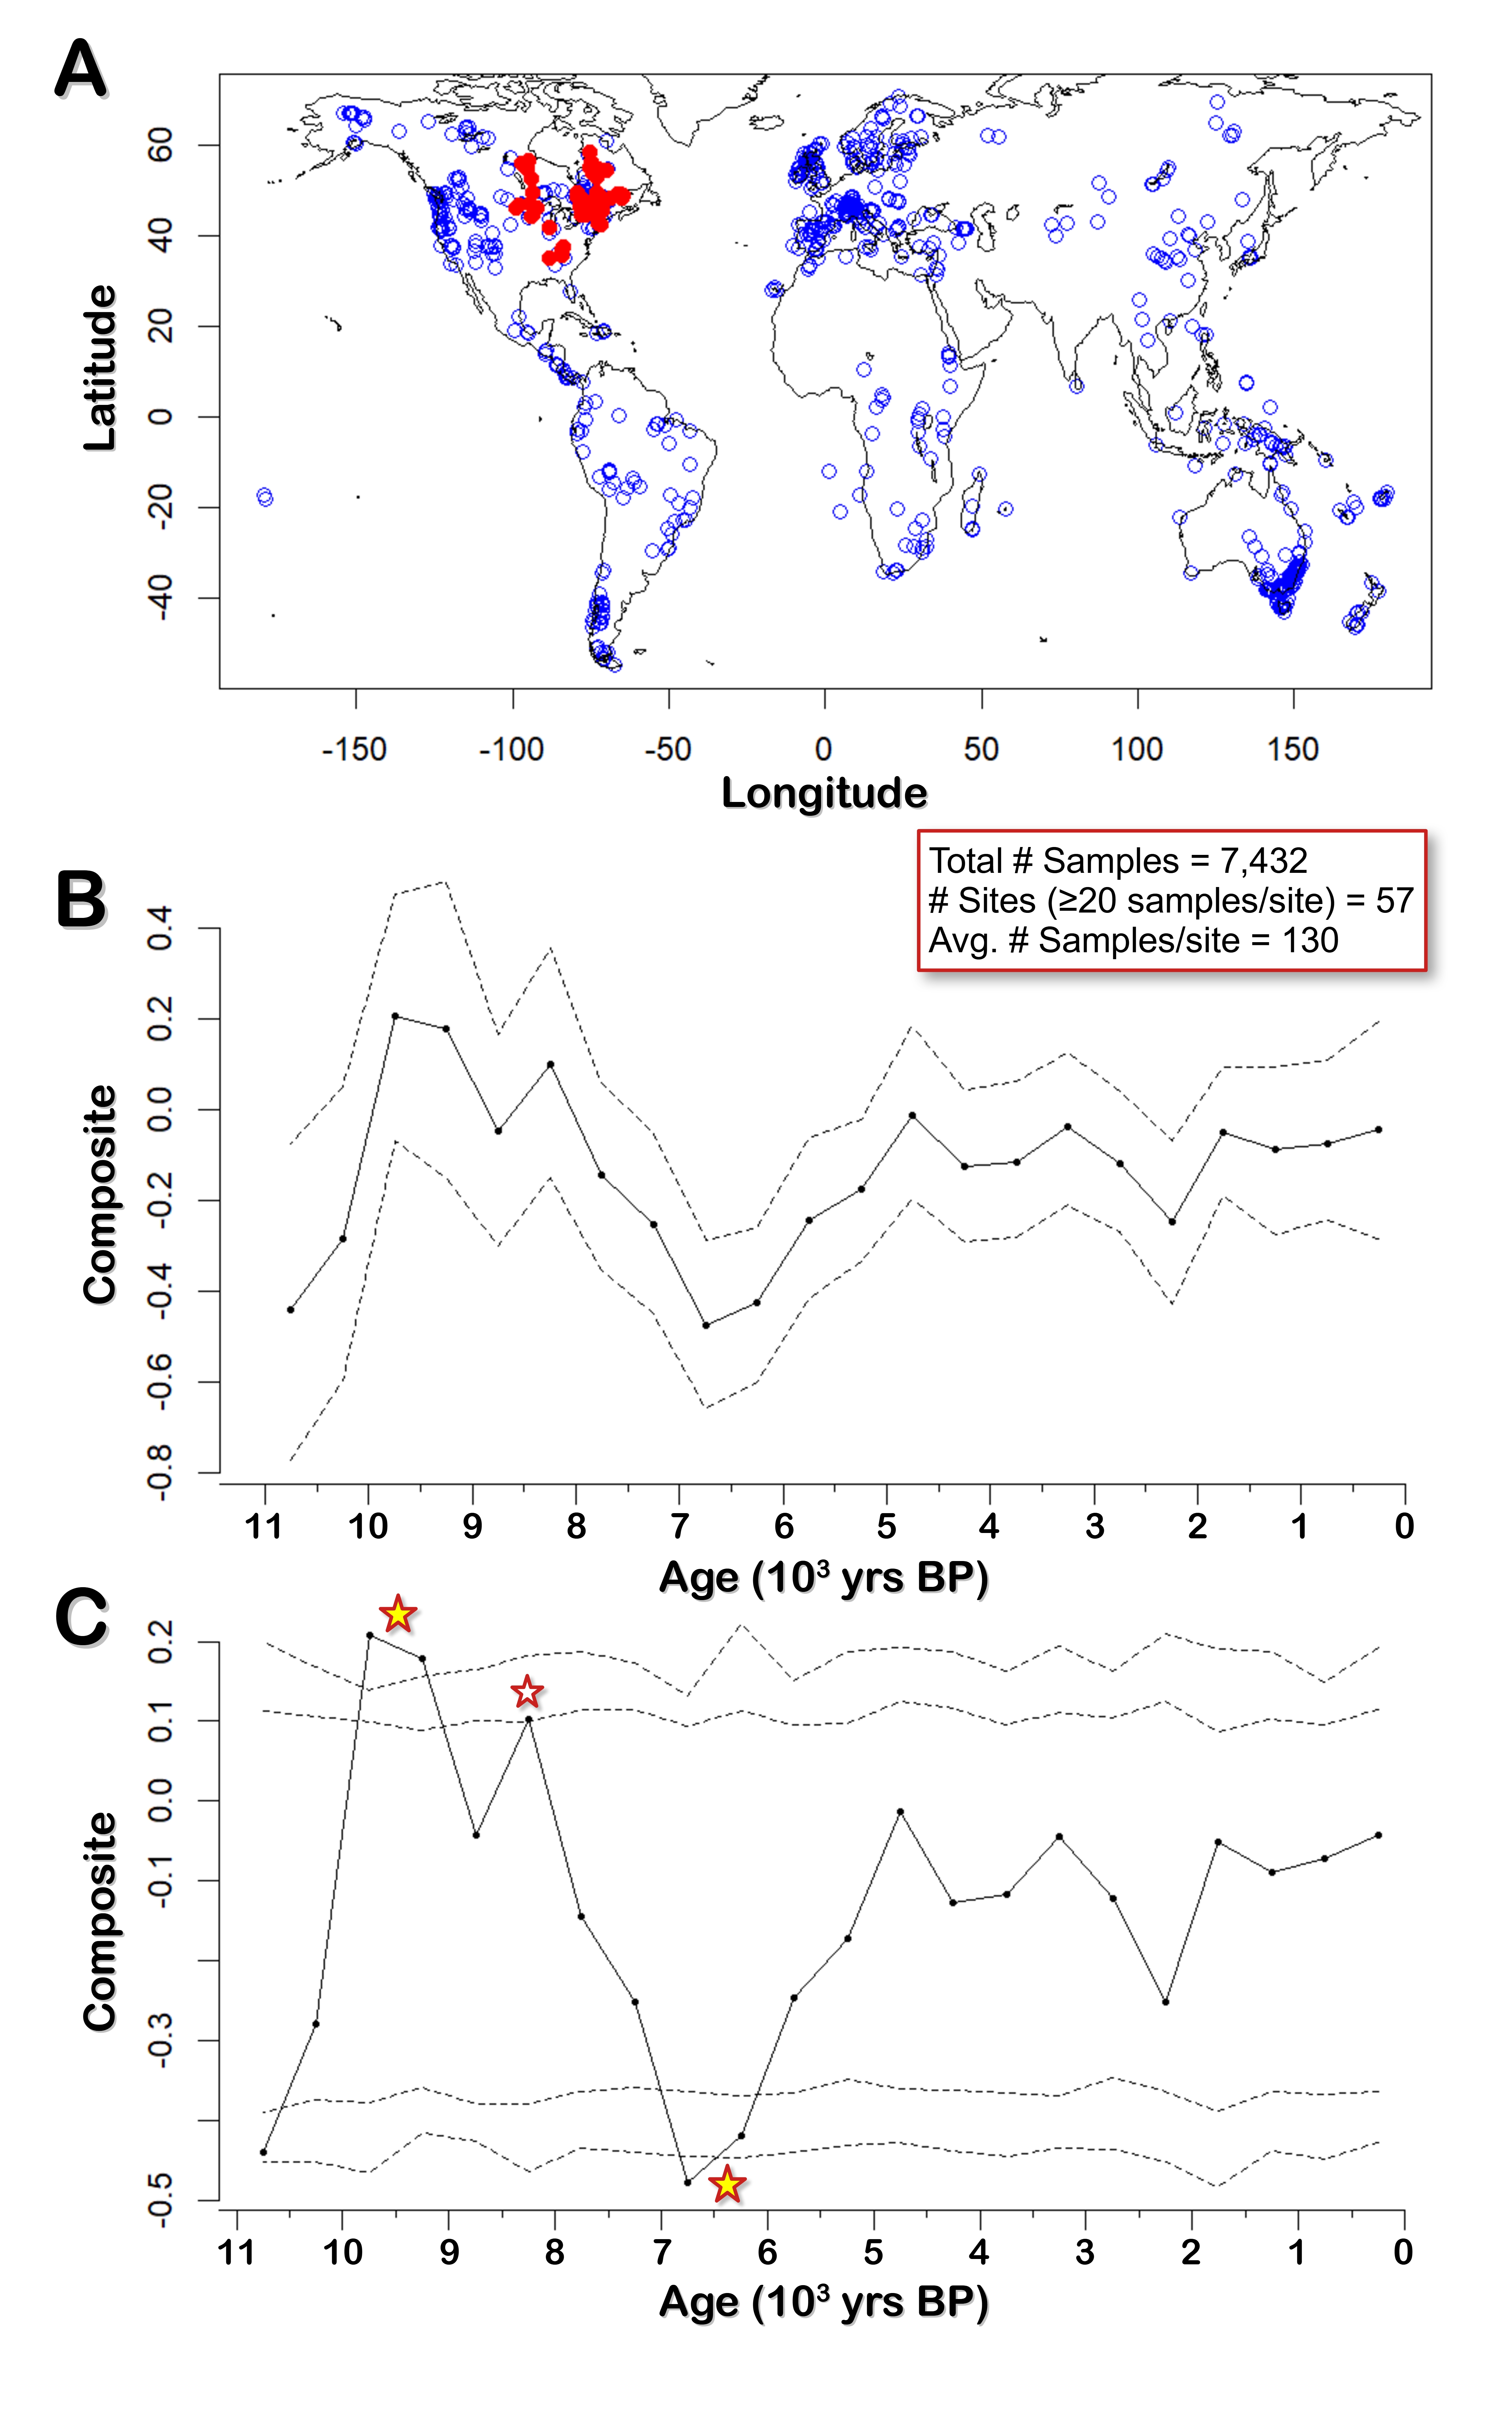 A
Latitude
60
40
20
0
-20
-40
-150 -100 -50 0 50 100 150
Longitude
B
Total # Samples = 7,432
# Sites (≥20 samples/site) = 57
Avg. # Samples/site = 130
Composite
0.4
0.2
0.0
-0.2
-0.4
-0.6
-0.8
11 10 9 8 7 6 5 4 3 2 1 0
Age (10³ yrs BP)
C
Composite
0.2
0.1
0.0
-0.1
-0.3
-0.5
11 10 9 8 7 6 5 4 3 2 1 0
Age (10³ yrs BP)